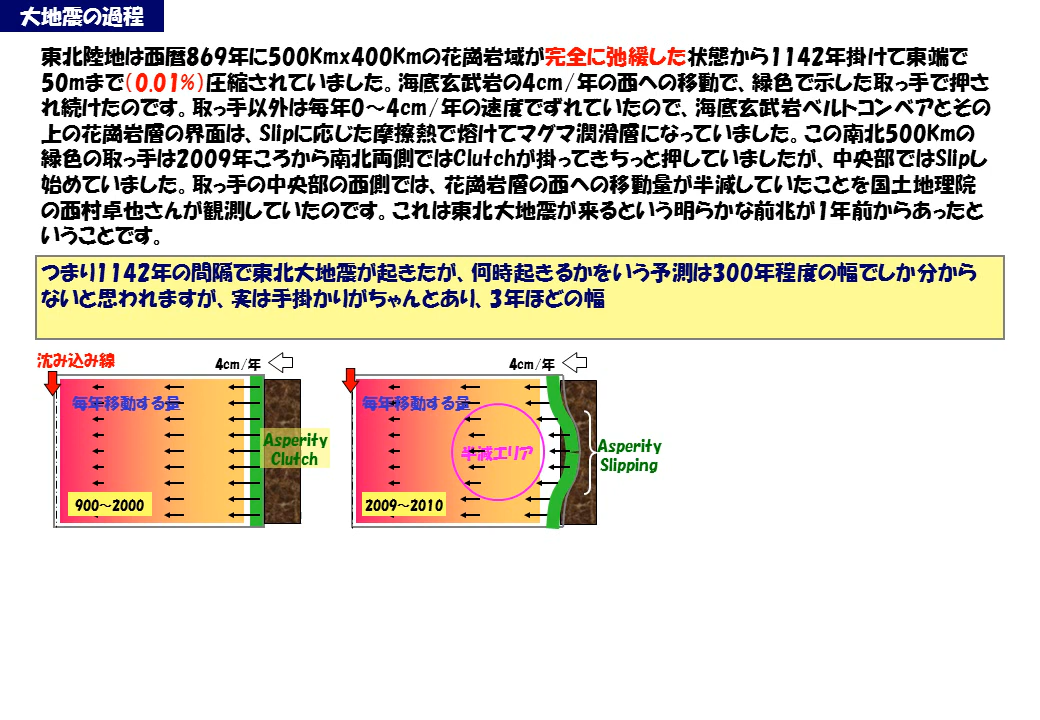 大地震の過程
東北陸地は西暦869年に500Kmx400Kmの花崗岩域が完全に弛緩した状態から1142年掛けて東端で
50mまで(0.01%)圧縮されていました。海底玄武岩の4cm/年の西への移動で、緑色で示した取っ手で押さ
れ続けたのです。取っ手以外は毎年0～4cm/年の速度でずれていたので、海底玄武岩ベルトコンベアとその
上の花崗岩層の界面は、Slipに応じた摩擦熱で熔けてマグマ潤滑層になっていました。この南北500Kmの
緑色の取っ手は2009年ころから南北両側ではClutchが掛ってきちっと押していましたが、中央部ではSlipし
始めていました。取っ手の中央部の西側では、花崗岩層の西への移動量が半減していたことを国土地理院
の西村卓也さんが観測していたのです。これは東北大地震が来るという明らかな前兆が1年前からあったと
いうことです。
つまり1142年の間隔で東北大地震が起きたが、何時起きるかをいう予測は300年程度の幅でしか分から
ないと思われますが、実は手掛かりがちゃんとあり、3年ほどの幅
沈み込み線
4cm/年
毎年移動する量
Asperity
Clutch
900～2000
4cm/年
毎年移動する量
半減エリア
Asperity
Slipping
2009～2010